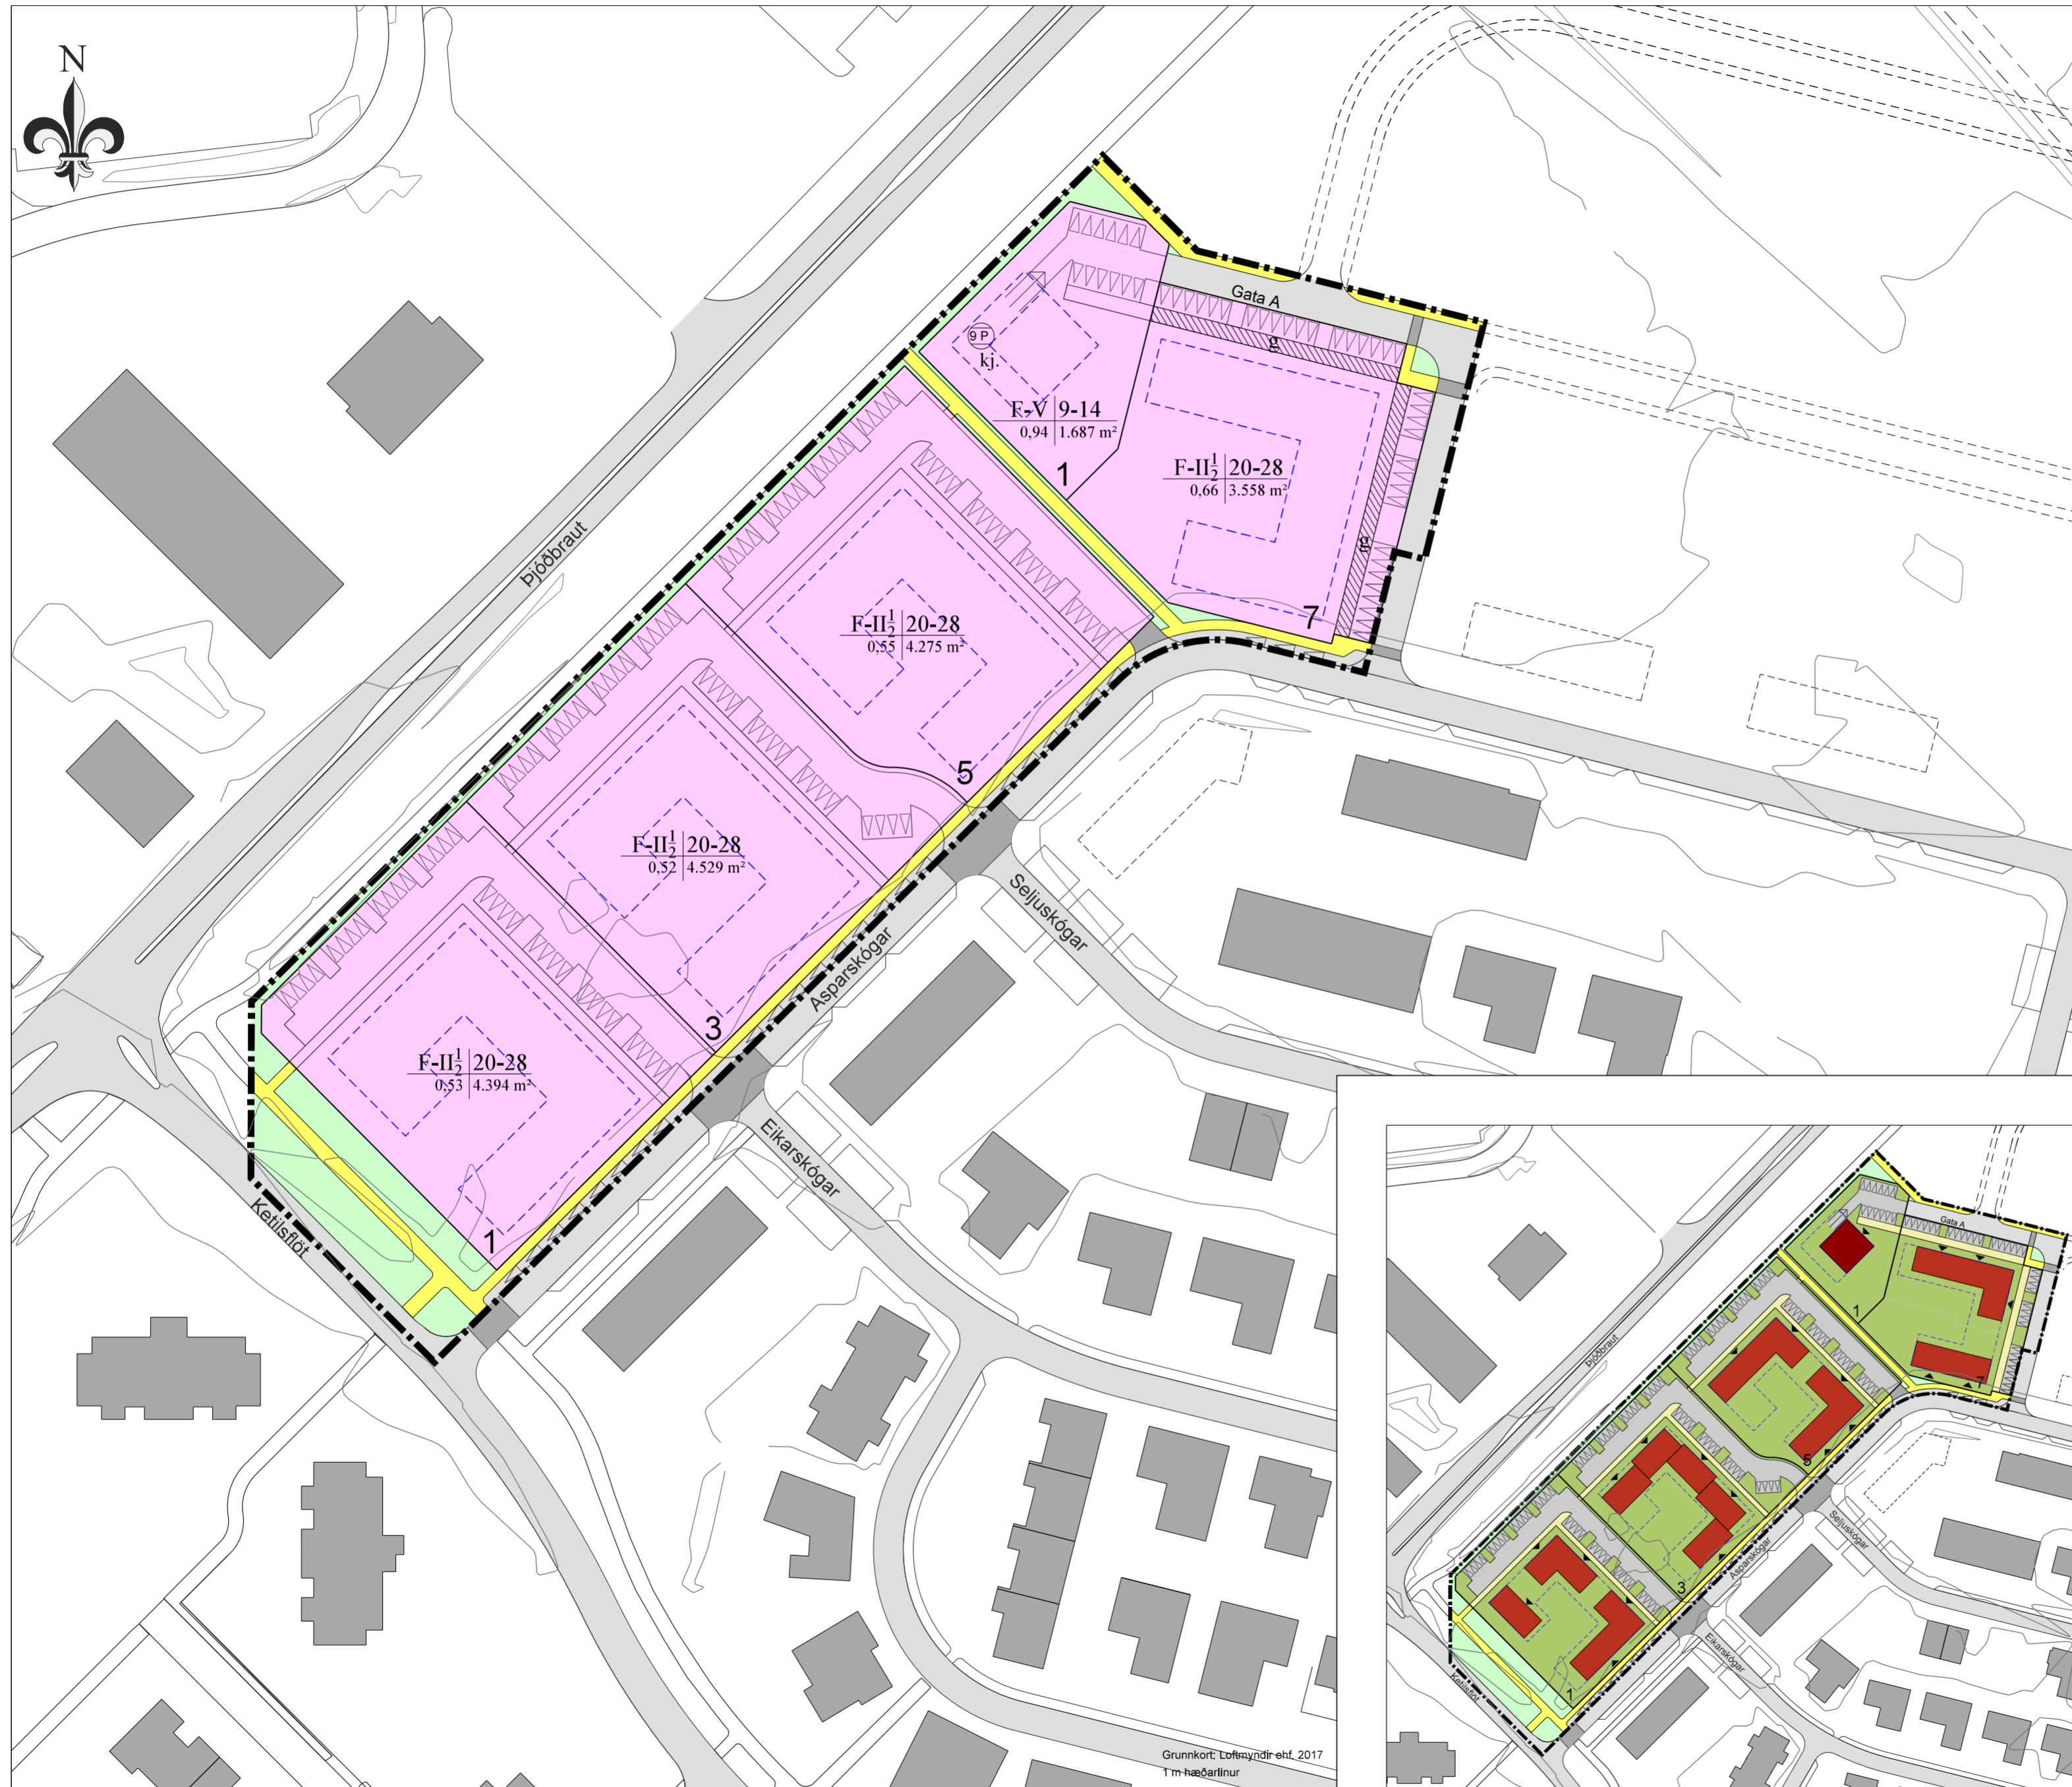 N
Gata A
9 P
kj.
F-V 9-14
0,94 1.687 m²
1
g
F-II½ 20-28
0,66 3.558 m²
g
7
Þjóðbraut
F-II½ 20-28
0,55 4.275 m²
5
F-II½ 20-28
0,52 4.529 m²
3
Seljuskógar
Asparskógar
F-II½ 20-28
0,53 4.394 m²
1
Eikarskógar
Ketilsflöt
Grunnkort: Loftmyndir ehf. 2017
1 m hæðarlínur
Gata A
1
7
Þjóðbraut
5
Seljuskógar
3
Asparskógar
Eikarskógar
1
Ketilsflöt